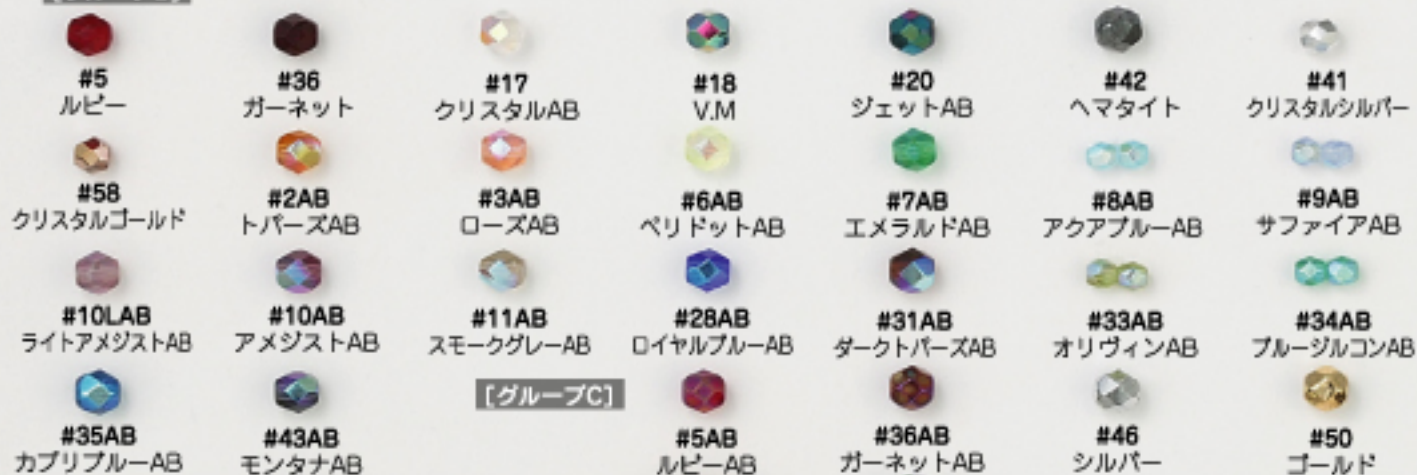 #5 #36 #17 #18 #20 #42 #41
ルビー ガーネット クリスタルAB V.M ジェットAB ヘマタイト クリスタルシルバー
#58 #2AB #3AB #6AB #7AB #8AB #9AB
クリスタルゴールド トパーズAB ローズAB ペリドットAB エメラルドAB アクアブルーAB サファイアAB
#10LAB #10AB #11AB #28AB #31AB #33AB #34AB
ライトアメジストAB アメジストAB スモークグレーAB ロイヤルブルーAB ダークトパーズAB オリヴィンAB ブルージルコンAB
[グループC]
#35AB #43AB #5AB #36AB #46 #50
カプリブルーAB モンタナAB ルビーAB ガーネットAB シルバー ゴールド